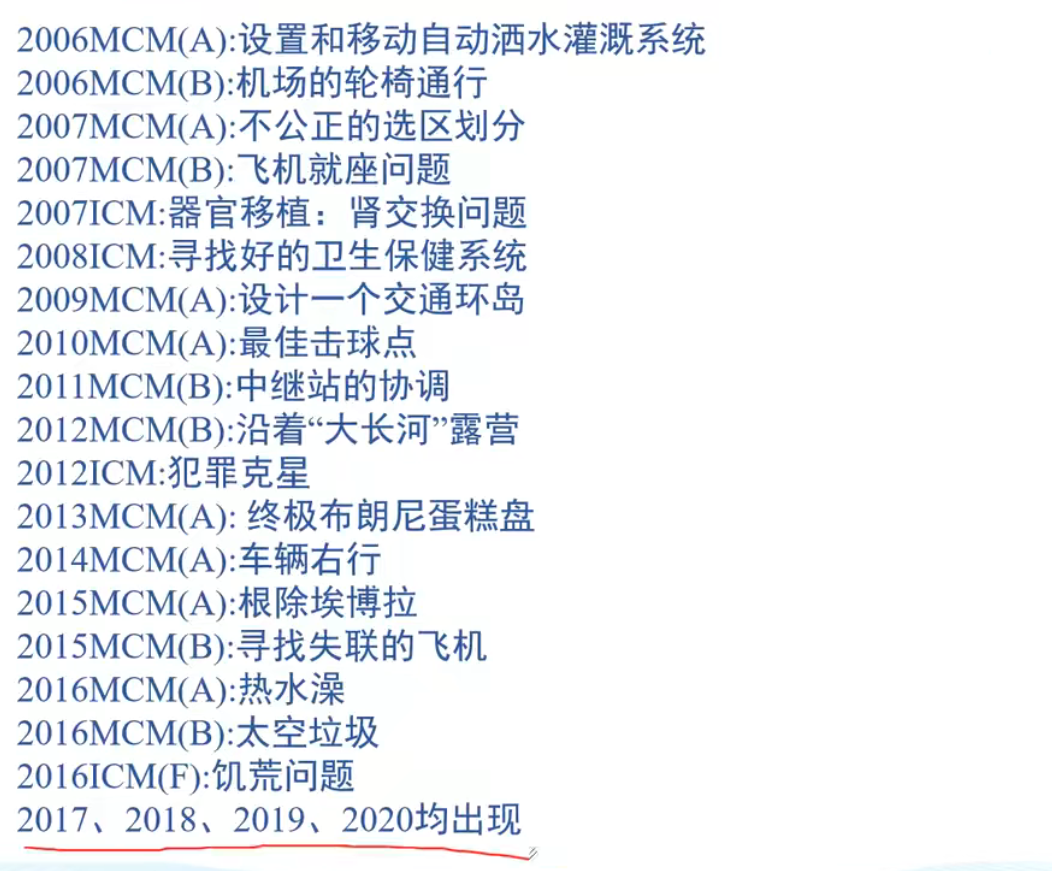 2006MCM(A):设置和移动自动洒水灌溉系统
2006MCM(B):机场的轮椅通行
2007MCM(A):不公正的选区划分
2007MCM(B):飞机就座问题
2007ICM:器官移植：肾交换问题
2008ICM:寻找好的卫生保健系统
2009MCM(A):设计一个交通环岛
2010MCM(A):最佳击球点
2011MCM(B):中继站的协调
2012MCM(B):沿着“大长河”露营
2012ICM:犯罪克星
2013MCM(A): 终极布朗尼蛋糕盘
2014MCM(A):车辆右行
2015MCM(A):根除埃博拉
2015MCM(B):寻找失联的飞机
2016MCM(A):热水澡
2016MCM(B):太空垃圾
2016ICM(F):饥荒问题
2017、2018、2019、2020均出现